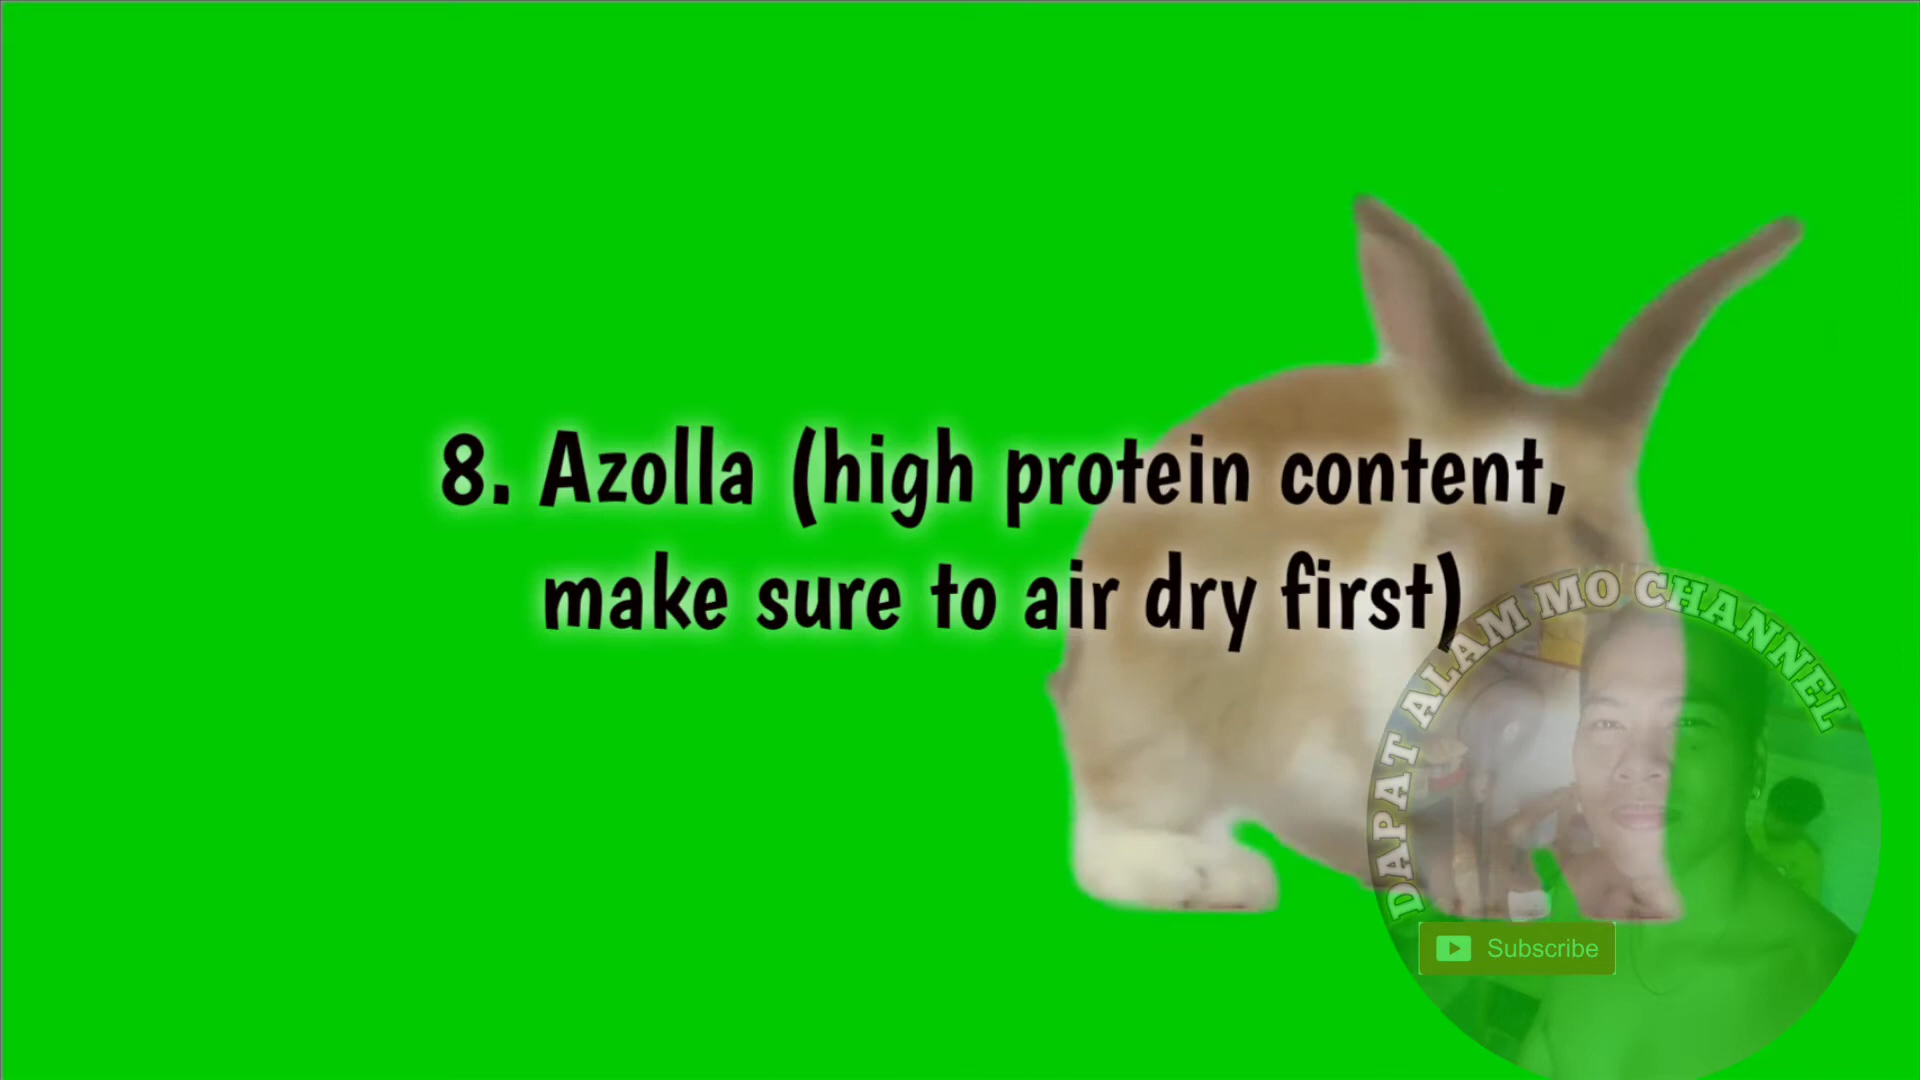 8. Azolla (high protein content,
make sure to air dry first)
DAPAT ALAM MO CHANNEL
Subscribe